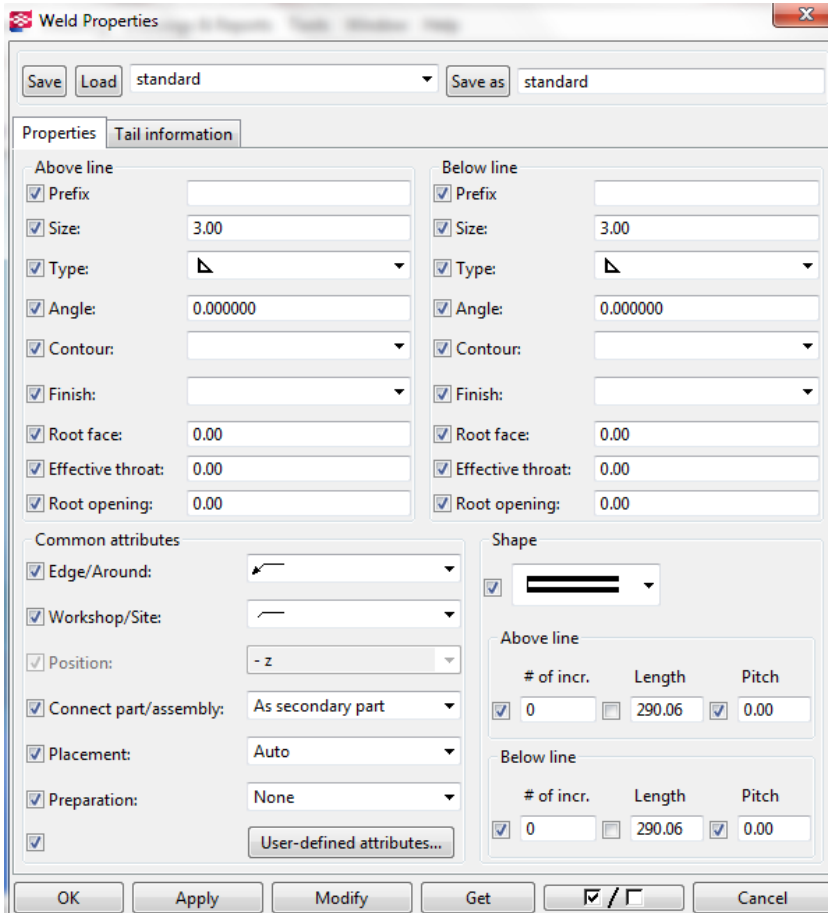 Weld Properties
Tools Window Help
Save Load standard Save as standard
Properties Tail information
Above line Below line
Prefix Prefix
Size: 3.00 Size: 3.00
Type: Type:
Angle: 0.000000 Angle: 0.000000
Contour: Contour:
Finish: Finish:
Root face: 0.00 Root face: 0.00
Effective throat: 0.00 Effective throat: 0.00
Root opening: 0.00 Root opening: 0.00
Common attributes Shape
Edge/Around:
Workshop/Site:
Above line
Position: - z
# of incr. Length Pitch
Connect part/assembly: As secondary part 0 290.06 0.00
Placement: Auto Below line
Preparation: None # of incr. Length Pitch
0 290.06 0.00
User-defined attributes...
OK Apply Modify Get / Cancel